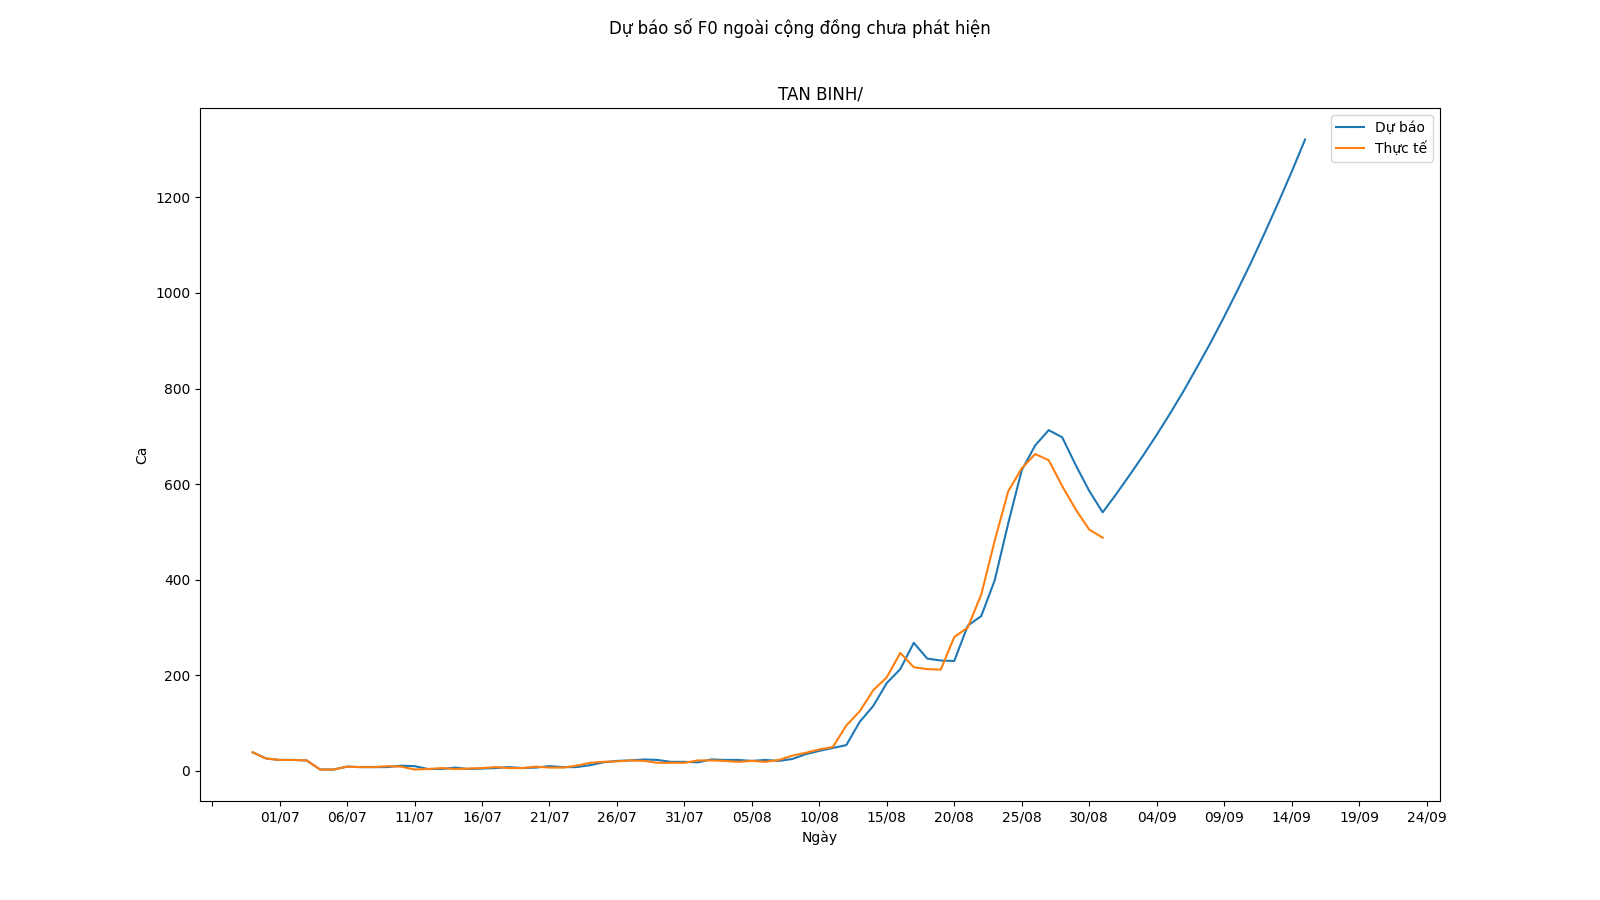 Dự báo số F0 ngoài cộng đồng chưa phát hiện
TAN BINH/
Dự báo
Thực tế
1200
1000
800
600
400
200
0
Ca
01/07 06/07 11/07 16/07 21/07 26/07 31/07 05/08 10/08 15/08 20/08 25/08 30/08 04/09 09/09 14/09 19/09 24/09
Ngày